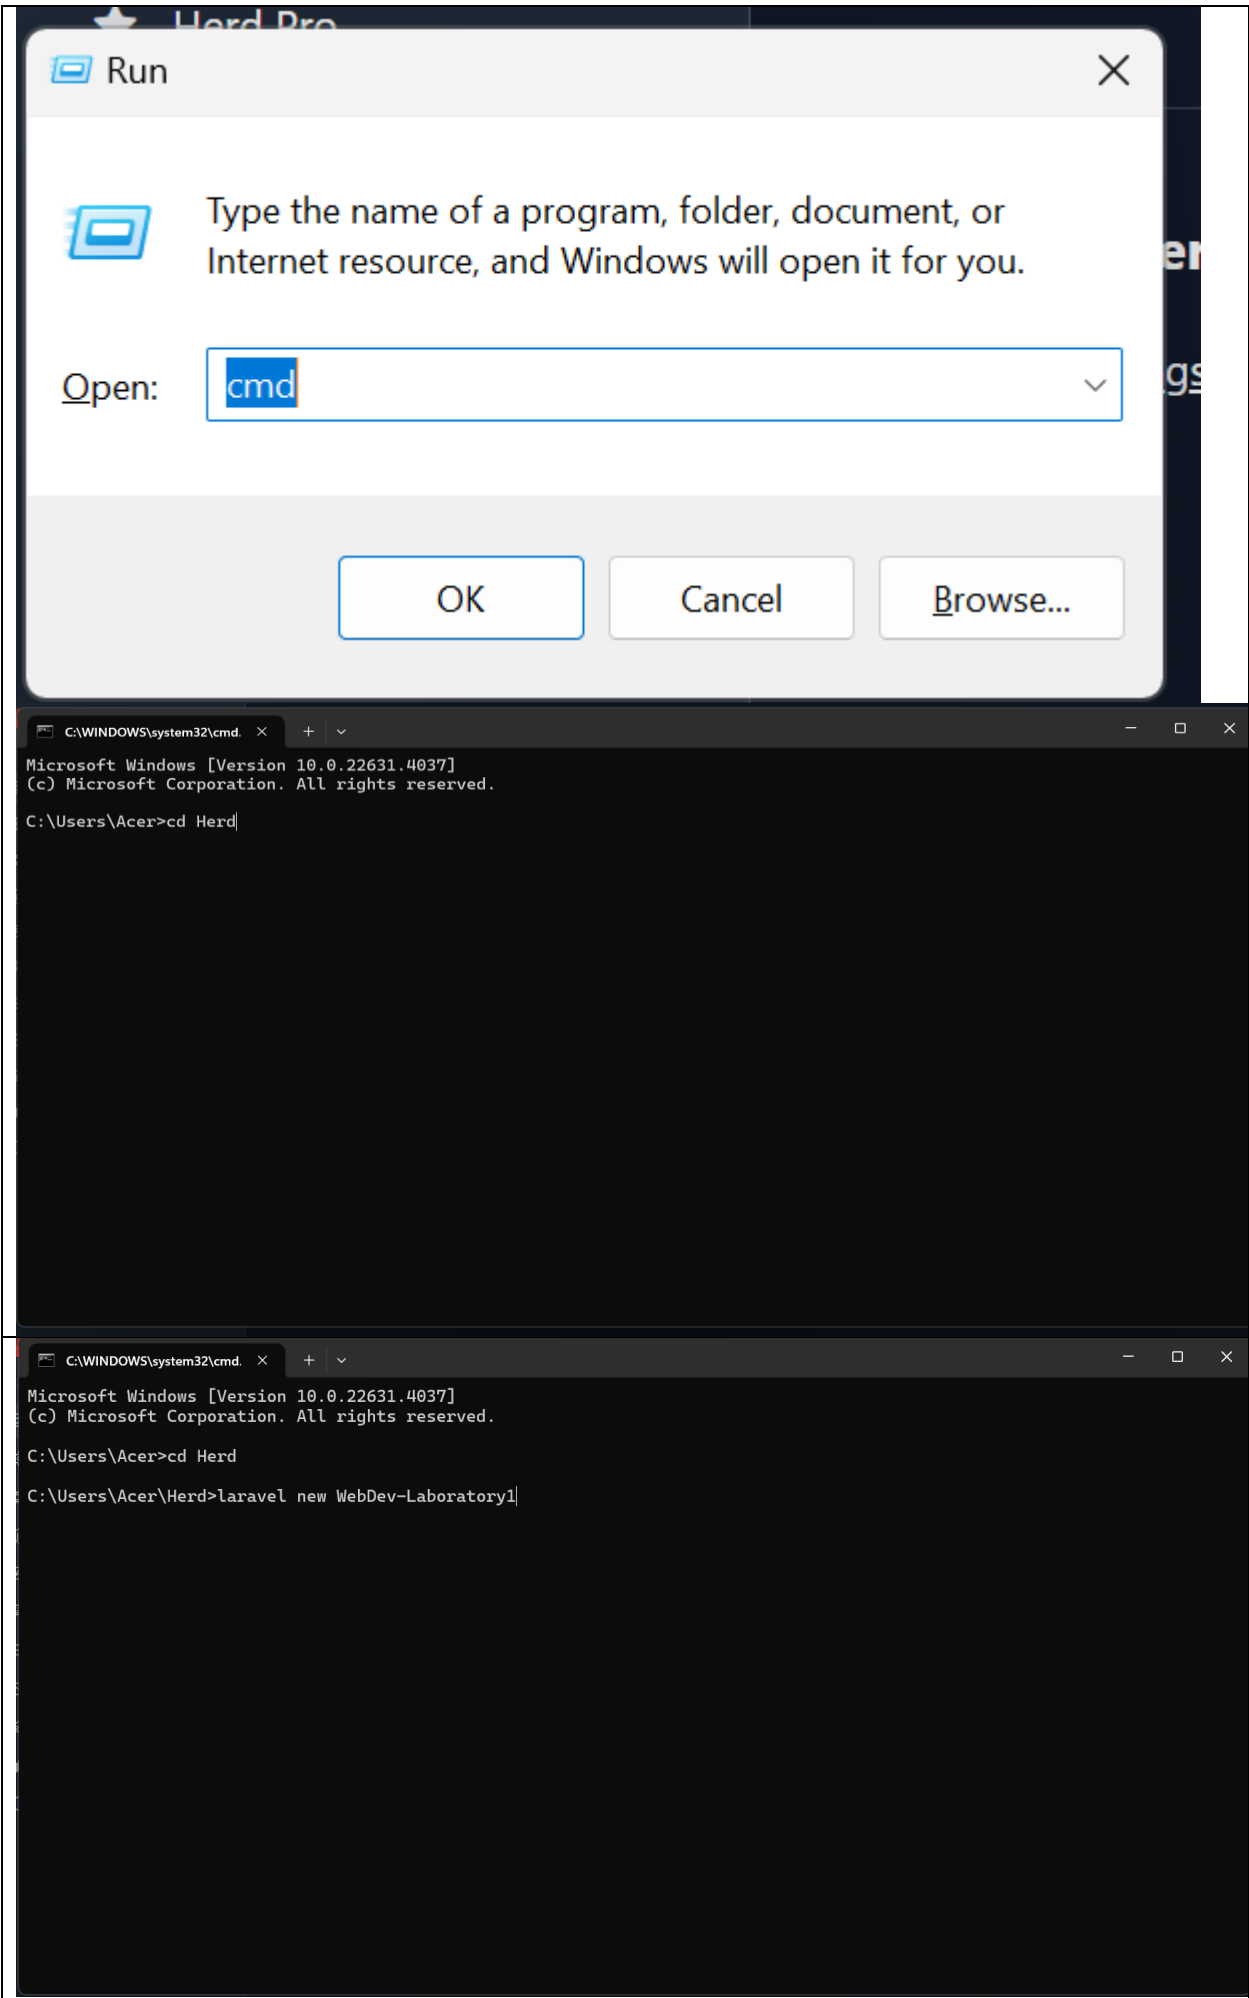 Herd Pro
Run
Type the name of a program, folder, document, or
Internet resource, and Windows will open it for you.
Open:
cmd
OK
Cancel
Browse...
er
gs
C:\WINDOWS\system32\cmd.
Microsoft Windows [Version 10.0.22631.4037]
(c) Microsoft Corporation. All rights reserved.
C:\Users\Acer>cd Herd
C:\WINDOWS\system32\cmd.
Microsoft Windows [Version 10.0.22631.4037]
(c) Microsoft Corporation. All rights reserved.
C:\Users\Acer>cd Herd
C:\Users\Acer\Herd>laravel new WebDev-Laboratory1